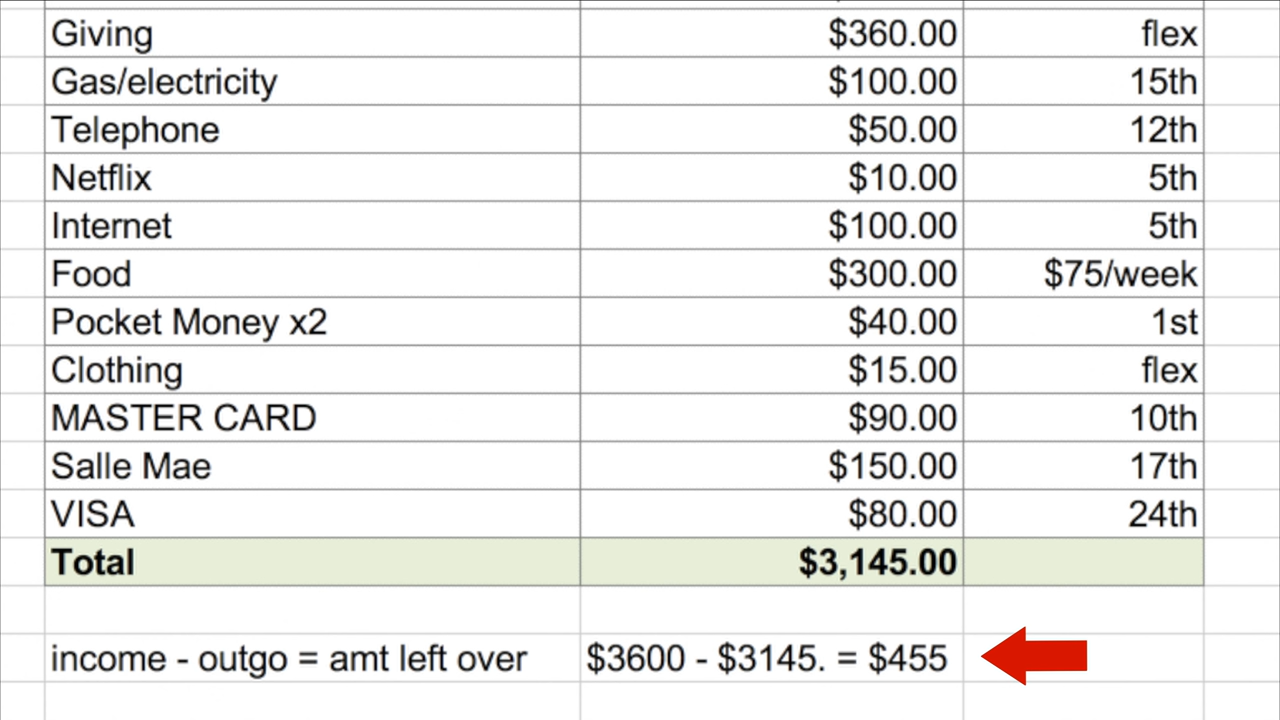 Giving $360.00 flex
Gas/electricity $100.00 15th
Telephone $50.00 12th
Netflix $10.00 5th
Internet $100.00 5th
Food $300.00 $75/week
Pocket Money x2 $40.00 1st
Clothing $15.00 flex
MASTER CARD $90.00 10th
Salle Mae $150.00 17th
VISA $80.00 24th
Total $3,145.00
income - outgo = amt left over $3600 - $3145. = $455